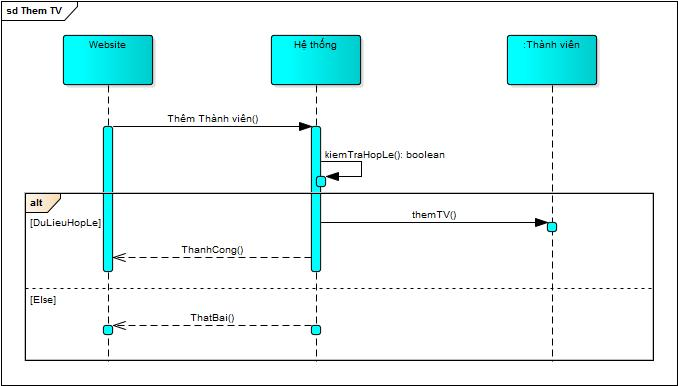 sd Them TV
Website
Hệ thống
:Thành viên
Thêm Thành viên()
kiemTraHopLe(): boolean
alt
[DuLieuHopLe]
themTV()
ThanhCong()
[Else]
ThatBai()